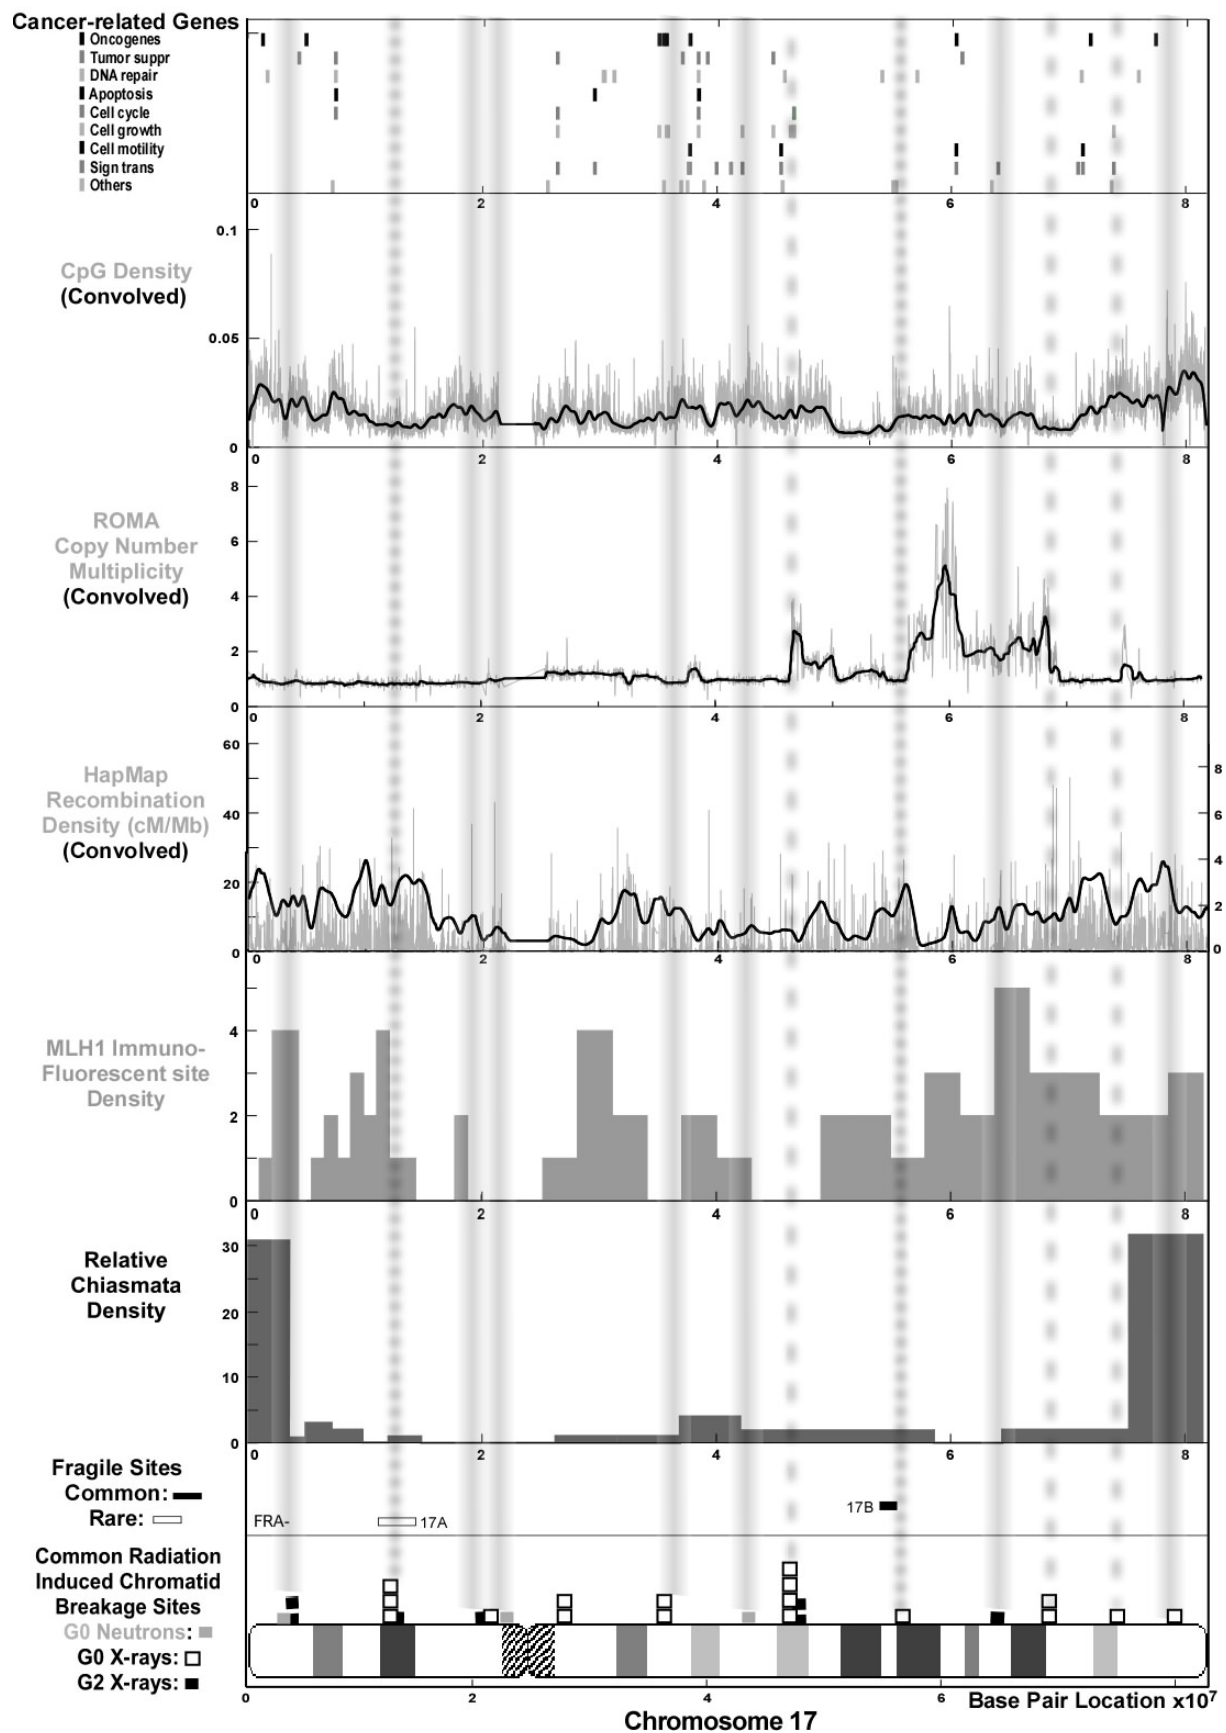 Cancer-related Genes
Oncogenes
Tumor suppr
DNA repair
Apoptosis
Cell cycle
Cell growth
Cell motility
Sign trans
Others
0 2 4 6 8
0.1
CpG Density
(Convolved)
0.05
0
0 2 4 6 8
8
ROMA
Copy Number
Multiplicity
(Convolved)
6
4
2
0
0 2 4 6 8
60
HapMap
Recombination
Density (cM/Mb)
(Convolved)
40
20
0
8
6
4
2
0
0 2 4 6 8
MLH1 Immuno-
Fluorescent site
Density
4
2
0
0 2 4 6 8
Relative
Chiasmata
Density
30
20
10
0
0 2 4 6 8
Fragile Sites
Common:
Rare:
FRA-
17A
17B
Common Radiation
Induced Chromatid
Breakage Sites
G0 Neutrons:
G0 X-rays:
G2 X-rays:
0 2 4 6 Base Pair Location x10⁷
Chromosome 17